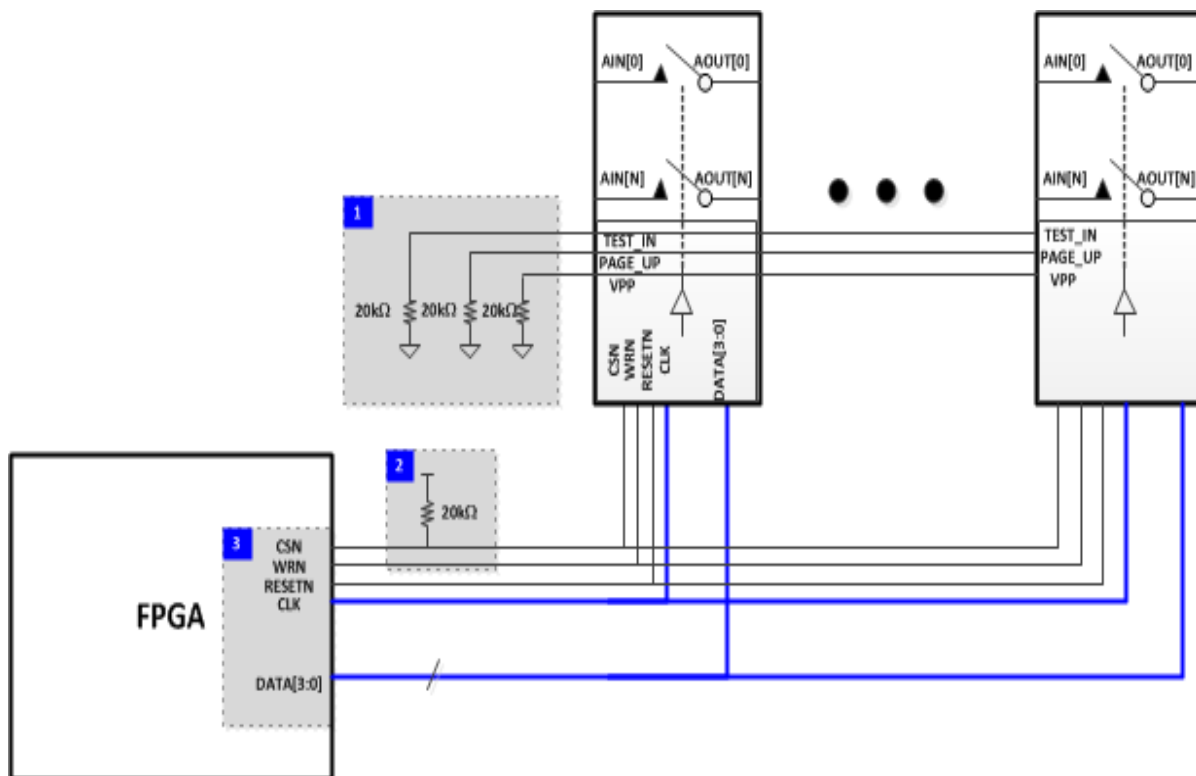 AIN[0] AOUT[0]
AIN[N] AOUT[N]
TEST_IN
PAGE_UP
VPP
CSN
WRN
RESETN
CLK
DATA[3:0]
AIN[0] AOUT[0]
AIN[N] AOUT[N]
TEST_IN
PAGE_UP
VPP
1
20kΩ 20kΩ 20kΩ
2
20kΩ
3
CSN
WRN
RESETN
CLK
FPGA
DATA[3:0]